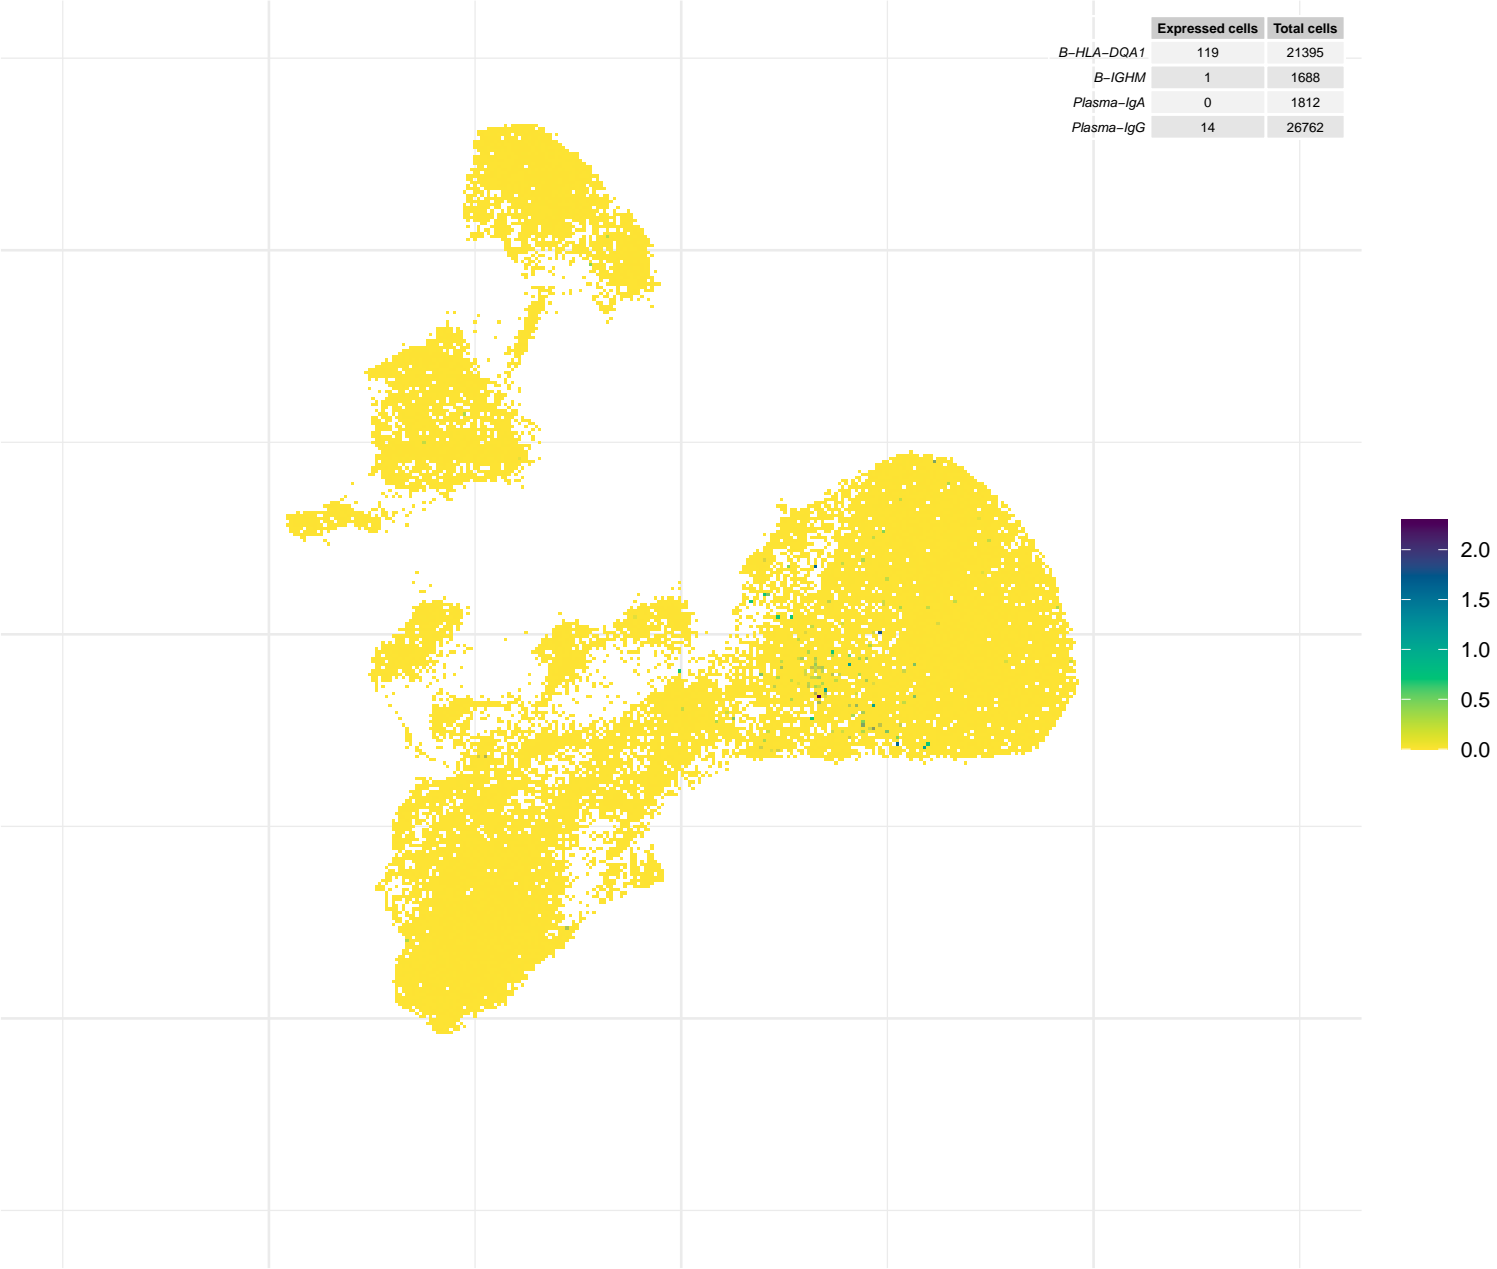 Expressed cells Total cells
B−HLA−DQA1 119 21395
B−IGHM 1 1688
Plasma−IgA 0 1812
Plasma−IgG 14 26762
2.0
1.5
1.0
0.5
0.0